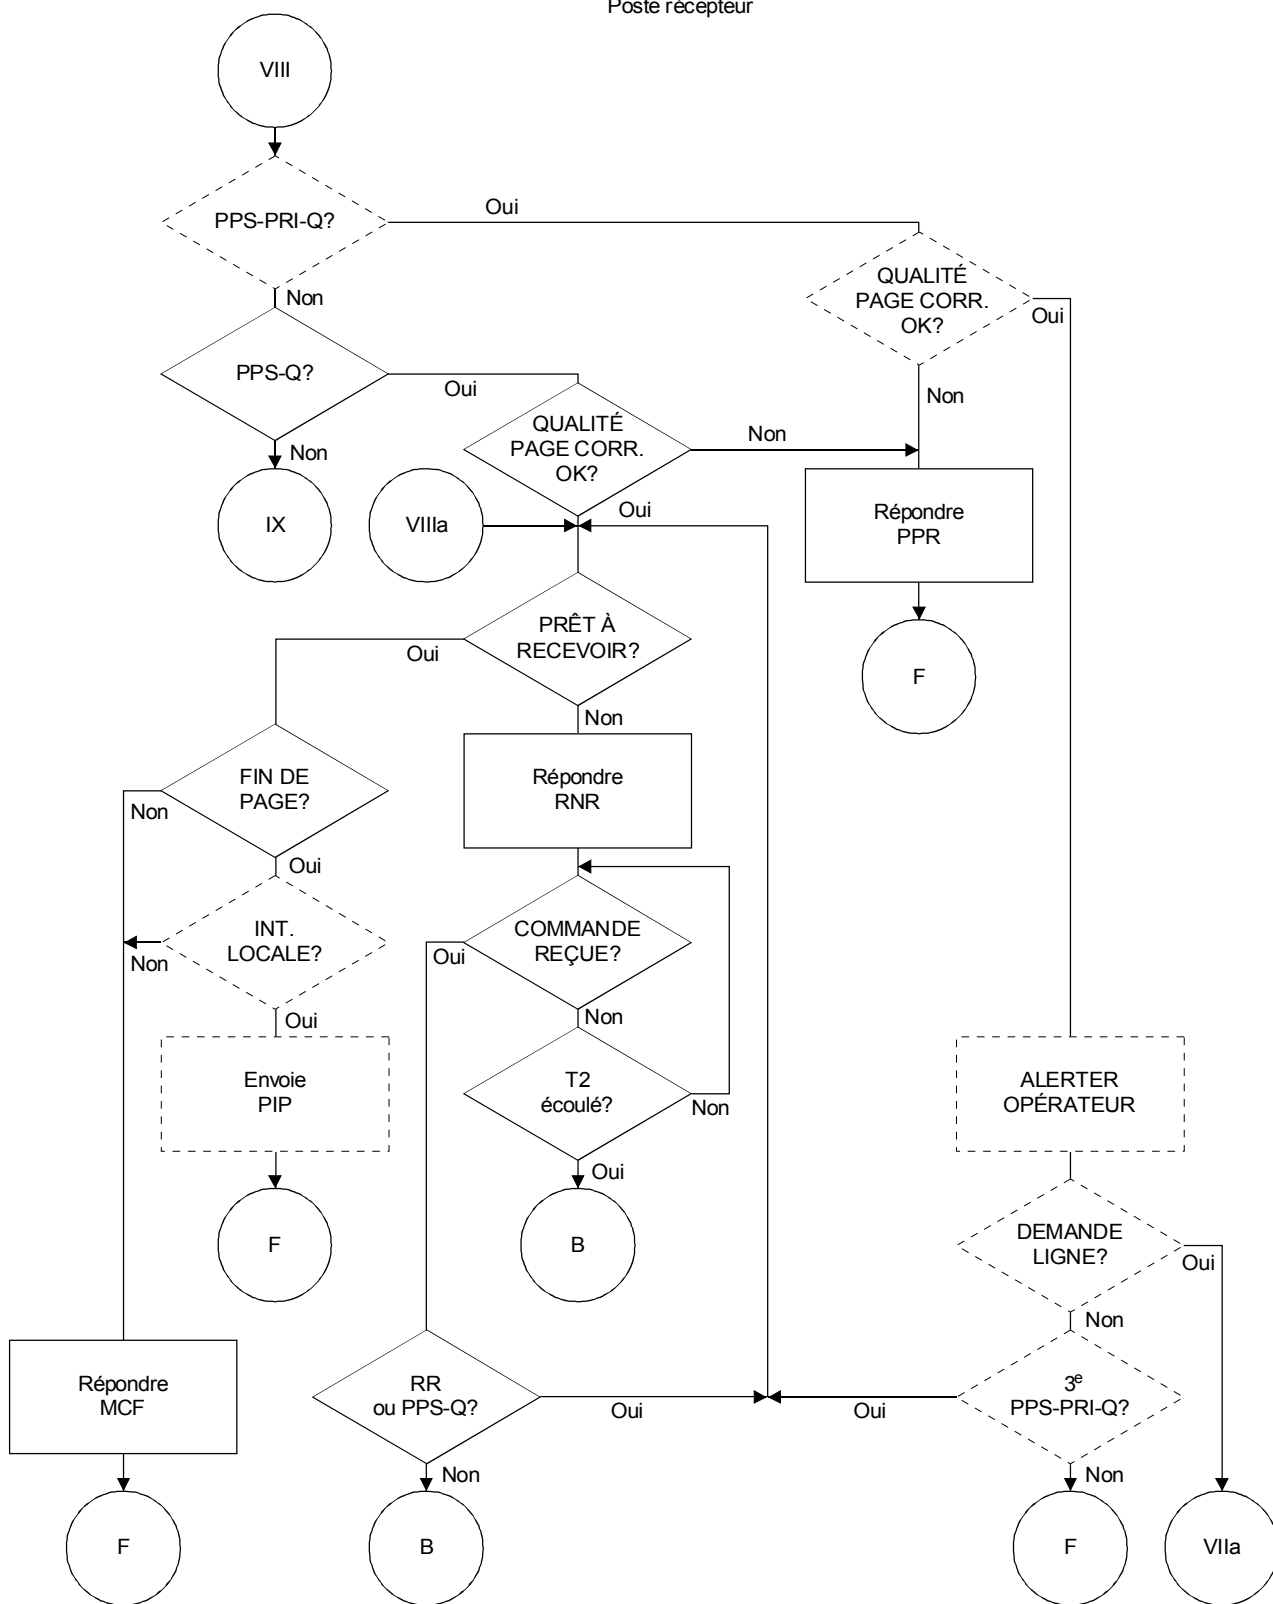 Poste récepteur
VIII
PPS-PRI-Q?
Oui
Non
QUALITÉ
PAGE CORR.
OK?
Oui
Non
PPS-Q?
Oui
Non
QUALITÉ
PAGE CORR.
OK?
Non
Oui
IX
VIIIa
Répondre
PPR
F
PRÊT À
RECEVOIR?
Oui
Non
FIN DE
PAGE?
Non
Oui
Répondre
RNR
INT.
LOCALE?
Non
Oui
COMMANDE
REÇUE?
Oui
Non
Envoie
PIP
T2
écoulé?
Non
Oui
ALERTER
OPÉRATEUR
F
B
DEMANDE
LIGNE?
Oui
Non
Répondre
MCF
RR
ou PPS-Q?
Oui
Non
3e
PPS-PRI-Q?
Oui
Non
F
B
F
VIIa